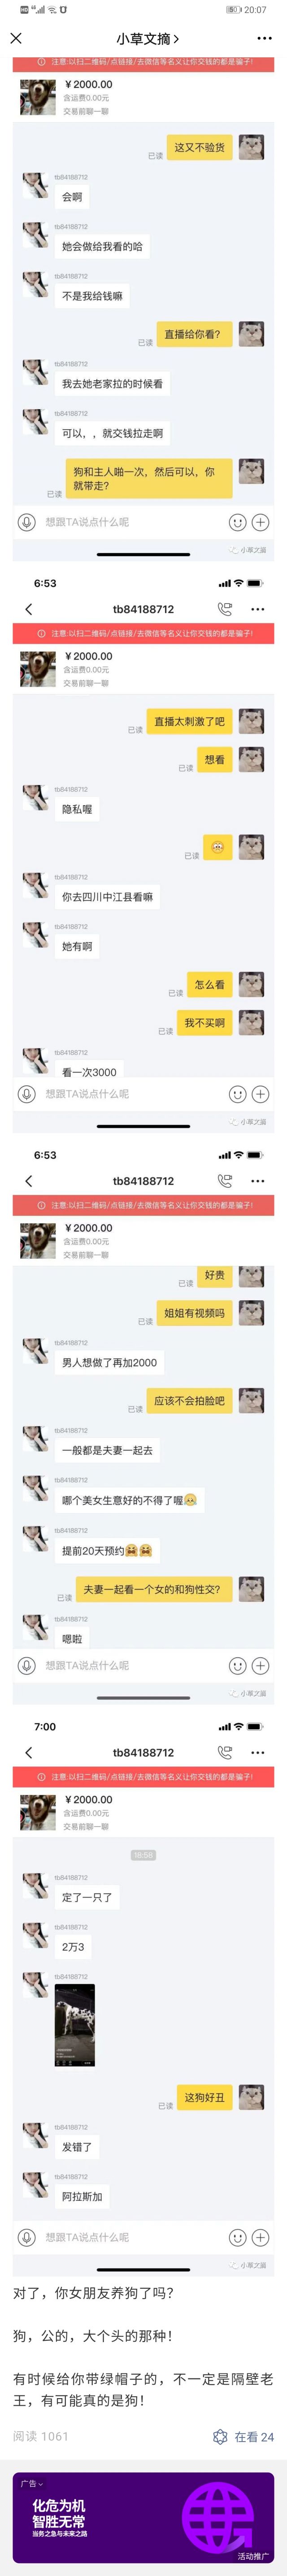 HD 4G 50 20:07
小草文摘
注意:以扫二维码/点链接/去微信等名义让你交钱的都是骗子!
¥2000.00
含运费0.00元
交易前聊一聊
这又不验货
已读
tb84188712
会啊
tb84188712
她会做给我看的哈
tb84188712
不是我给钱嘛
直播给你看?
已读
tb84188712
我去她老家拉的时候看
tb84188712
可以，，就交钱拉走啊
狗和主人啪一次，然后可以，你
就带走?
已读
想跟TA说点什么呢
小草文摘
6:53
tb84188712
注意:以扫二维码/点链接/去微信等名义让你交钱的都是骗子!
¥2000.00
含运费0.00元
交易前聊一聊
直播太刺激了吧
已读
想看
已读
tb84188712
隐私喔
已读
tb84188712
你去四川中江县看嘛
tb84188712
她有啊
怎么看
已读
我不买啊
已读
tb84188712
看一次3000
想跟TA说点什么呢
小草文摘
6:53
tb84188712
注意:以扫二维码/点链接/去微信等名义让你交钱的都是骗子!
¥2000.00
含运费0.00元
交易前聊一聊
好贵
已读
姐姐有视频吗
已读
tb84188712
男人想做了再加2000
应该不会拍脸吧
已读
tb84188712
一般都是夫妻一起去
tb84188712
哪个美女生意好的不得了喔
tb84188712
提前20天预约
夫妻一起看一个女的和狗性交?
已读
tb84188712
嗯啦
想跟TA说点什么呢
小草文摘
7:00
tb84188712
注意:以扫二维码/点链接/去微信等名义让你交钱的都是骗子!
¥2000.00
含运费0.00元
交易前聊一聊
18:58
tb84188712
定了一只了
tb84188712
2万3
tb84188712
这狗好丑
已读
tb84188712
发错了
tb84188712
阿拉斯加
想跟TA说点什么呢
小草文摘
对了，你女朋友养狗了吗?
狗，公的，大个头的那种!
有时候给你带绿帽子的，不一定是隔壁老
王，有可能真的是狗!
阅读 1061
在看 24
广告
化危为机
智胜无常
当务之急与未来之路
活动推广